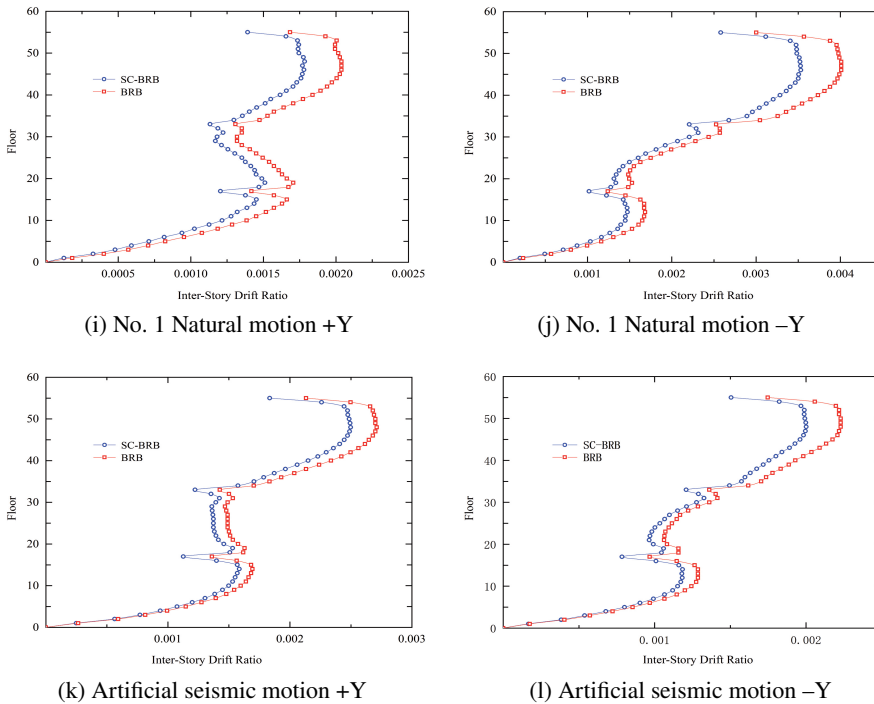 60
50
40
30
20
10
0
Floor
SC-BRB
BRB
0.0005 0.0010 0.0015 0.0020 0.0025
Inter-Story Drift Ratio
(i) No. 1 Natural motion +Y
60
50
40
30
20
10
0
Floor
SC-BRB
BRB
0.001 0.002 0.003 0.004
Inter-Story Drift Ratio
(j) No. 1 Natural motion –Y
60
50
40
30
20
10
0
Floor
SC-BRB
BRB
0.001 0.002 0.003
Inter-Story Drift Ratio
(k) Artificial seismic motion +Y
60
50
40
30
20
10
0
Floor
SC-BRB
BRB
0.001 0.002
Inter-Story Drift Ratio
(l) Artificial seismic motion –Y